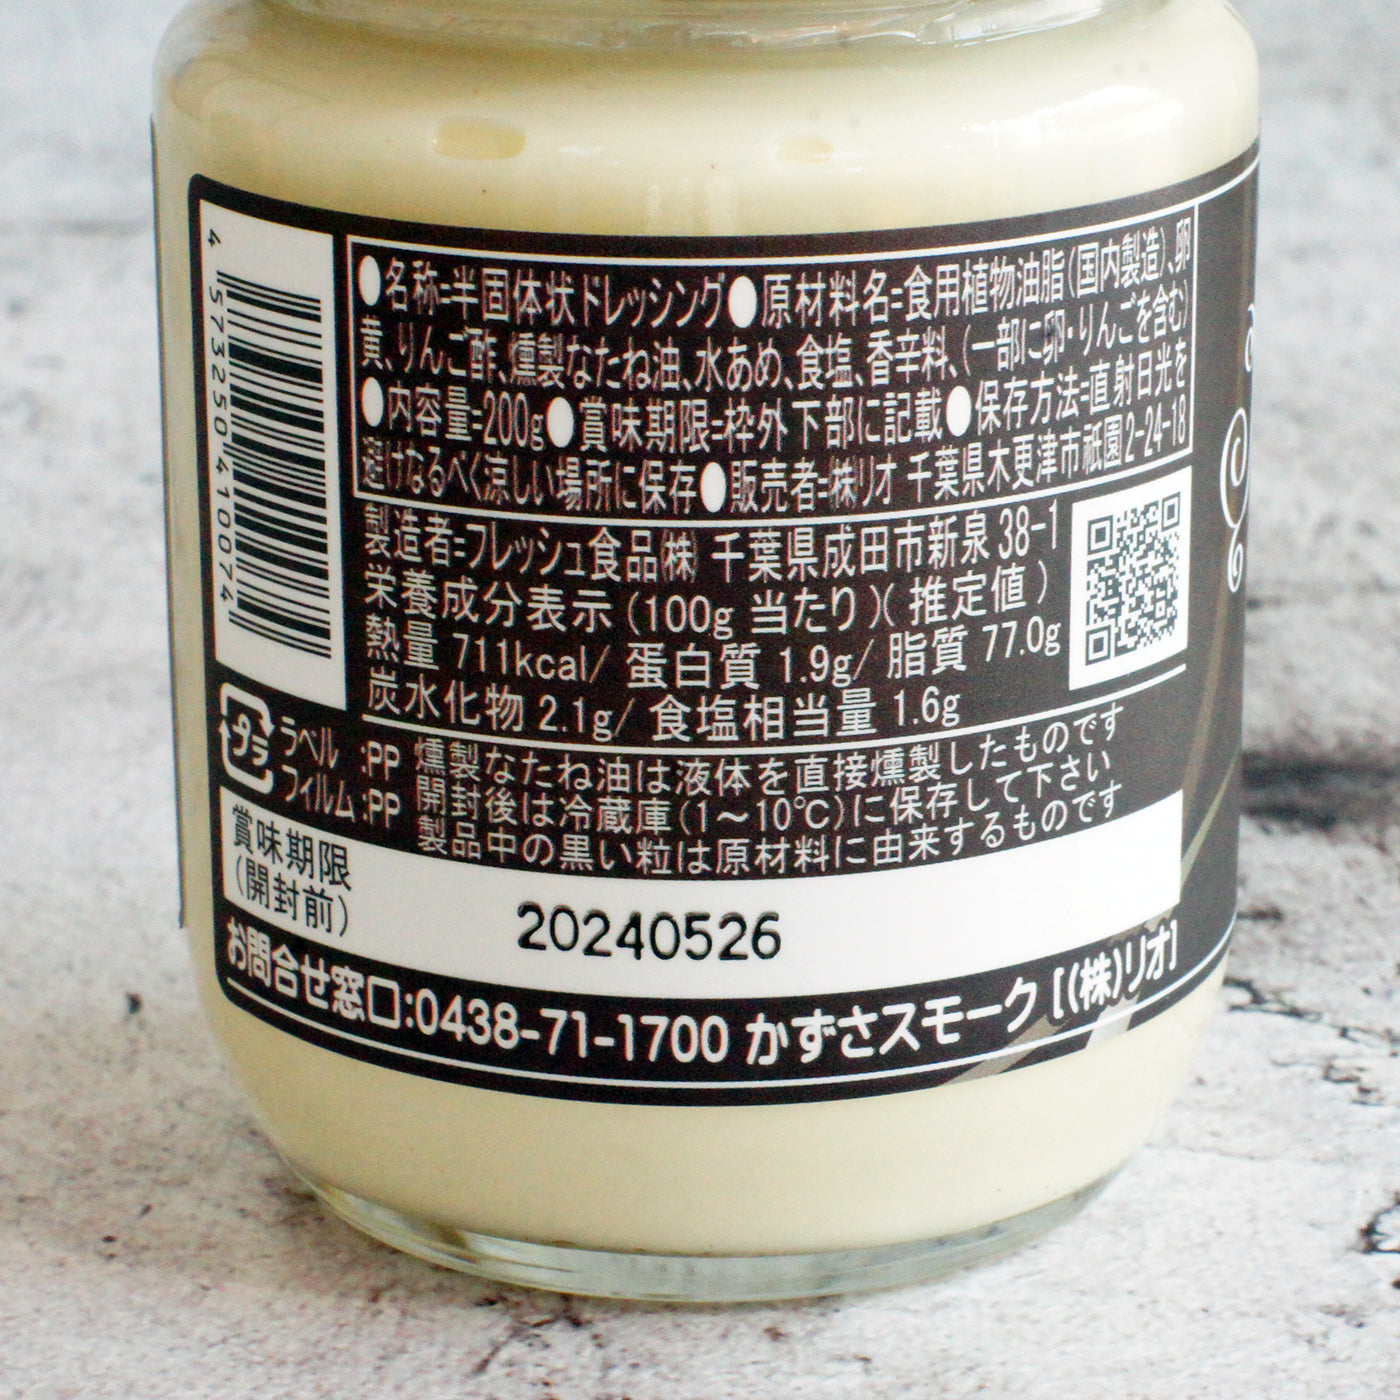 ●名称=半固体状ドレッシング●原材料名=食用植物油脂(国内製造)、卵
黄、りんご酢、燻製なたね油、水あめ、食塩、香辛料、(一部に卵・りんごを含む)
●内容量=200g●賞味期限=枠外下部に記載●保存方法=直射日光を
避けなるべく涼しい場所に保存●販売者=㈱リオ 千葉県木更津市祇園2-24-18
製造者=フレッシュ食品㈱ 千葉県成田市新泉38-1
栄養成分表示(100g当たり)(推定値)
熱量 711kcal/ 蛋白質 1.9g/ 脂質 77.0g
炭水化物 2.1g/ 食塩相当量 1.6g
4 573250 410074
プラ
ラベル :PP
フィルム:PP
燻製なたね油は液体を直接燻製したものです
開封後は冷蔵庫(1～10℃)に保存して下さい
製品中の黒い粒は原材料に由来するものです
賞味期限
(開封前)
20240526
お問合せ窓口:0438-71-1700 かずさスモーク [(株)リオ]